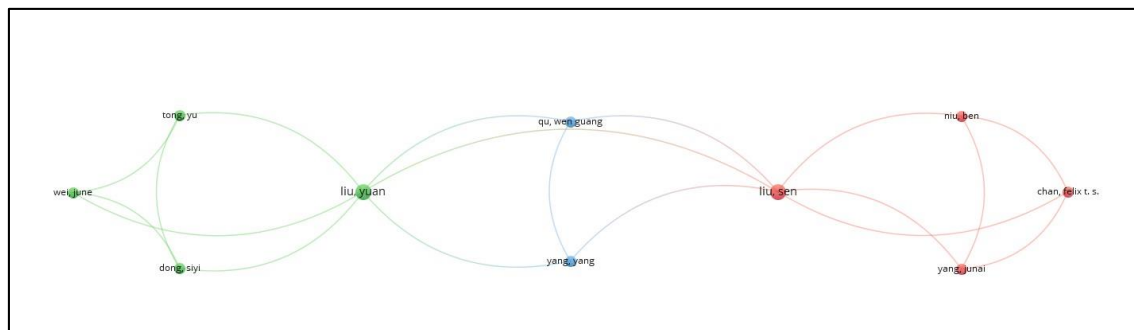 tong, yu
niu, ben
qu, wen guang
wei, june
liu, yuan
liu, sen
chan, felix t. s.
yang, yang
dong, siyi
yang, junai